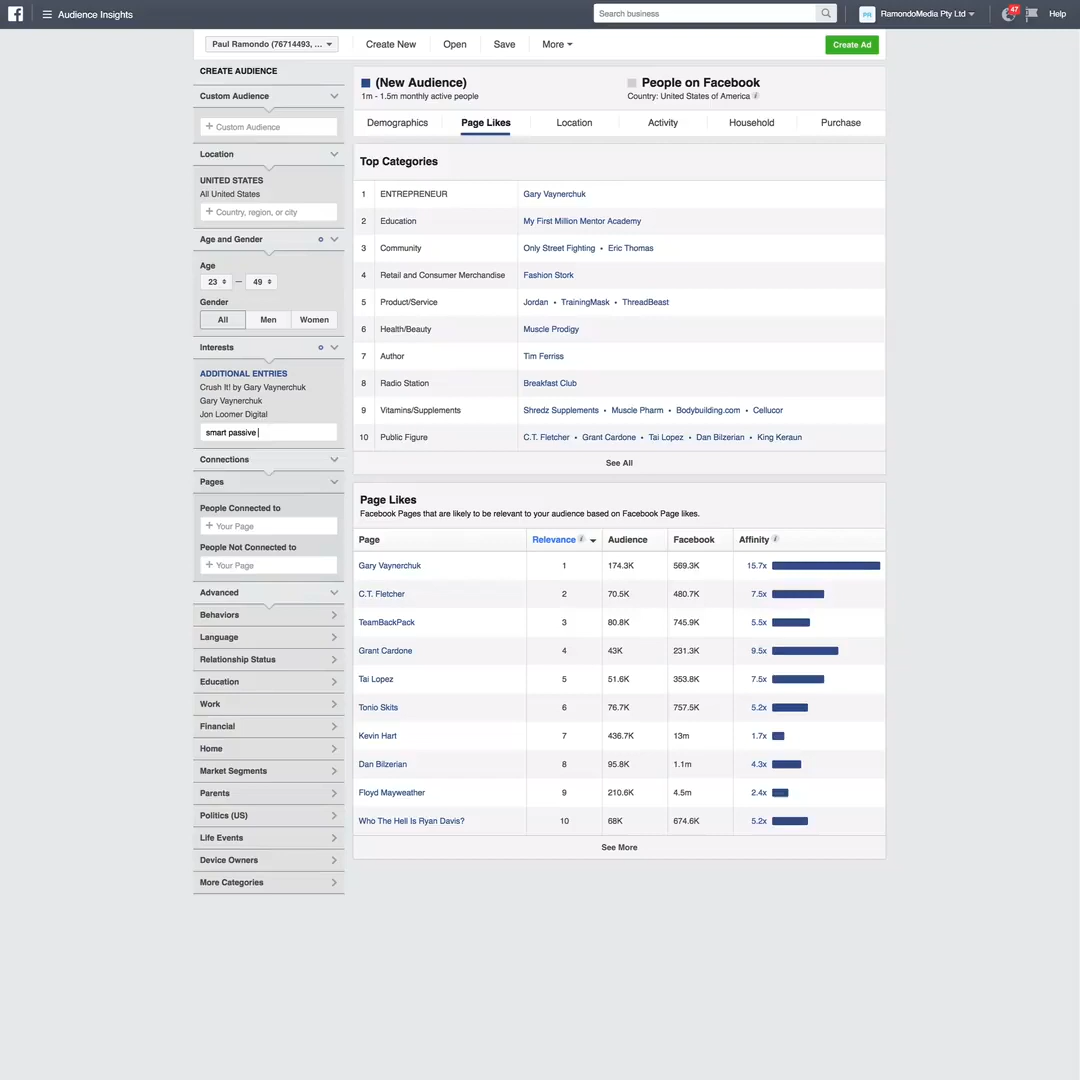 Audience Insights
Search business
PR
RamondoMedia Pty Ltd
47
Help
Paul Ramondo (76714493, ...
Create New
Open
Save
More
Create Ad
CREATE AUDIENCE
Custom Audience
+ Custom Audience
Location
UNITED STATES
All United States
+ Country, region, or city
Age and Gender
Age
23 — 49
Gender
All Men Women
Interests
ADDITIONAL ENTRIES
Crush It! by Gary Vaynerchuk
Gary Vaynerchuk
Jon Loomer Digital
smart passive
Connections
Pages
People Connected to
+ Your Page
People Not Connected to
+ Your Page
Advanced
Behaviors
Language
Relationship Status
Education
Work
Financial
Home
Market Segments
Parents
Politics (US)
Life Events
Device Owners
More Categories
(New Audience)
1m - 1.5m monthly active people
People on Facebook
Country: United States of America
Demographics Page Likes Location Activity Household Purchase
Top Categories
1 ENTREPRENEUR Gary Vaynerchuk
2 Education My First Million Mentor Academy
3 Community Only Street Fighting • Eric Thomas
4 Retail and Consumer Merchandise Fashion Stork
5 Product/Service Jordan • TrainingMask • ThreadBeast
6 Health/Beauty Muscle Prodigy
7 Author Tim Ferriss
8 Radio Station Breakfast Club
9 Vitamins/Supplements Shredz Supplements • Muscle Pharm • Bodybuilding.com • Cellucor
10 Public Figure C.T. Fletcher • Grant Cardone • Tai Lopez • Dan Bilzerian • King Keraun
See All
Page Likes
Facebook Pages that are likely to be relevant to your audience based on Facebook Page likes.
Page Relevance Audience Facebook Affinity
Gary Vaynerchuk 1 174.3K 569.3K 15.7x
C.T. Fletcher 2 70.5K 480.7K 7.5x
TeamBackPack 3 80.8K 745.9K 5.5x
Grant Cardone 4 43K 231.3K 9.5x
Tai Lopez 5 51.6K 353.8K 7.5x
Tonio Skits 6 76.7K 757.5K 5.2x
Kevin Hart 7 436.7K 13m 1.7x
Dan Bilzerian 8 95.8K 1.1m 4.3x
Floyd Mayweather 9 210.6K 4.5m 2.4x
Who The Hell Is Ryan Davis? 10 68K 674.6K 5.2x
See More